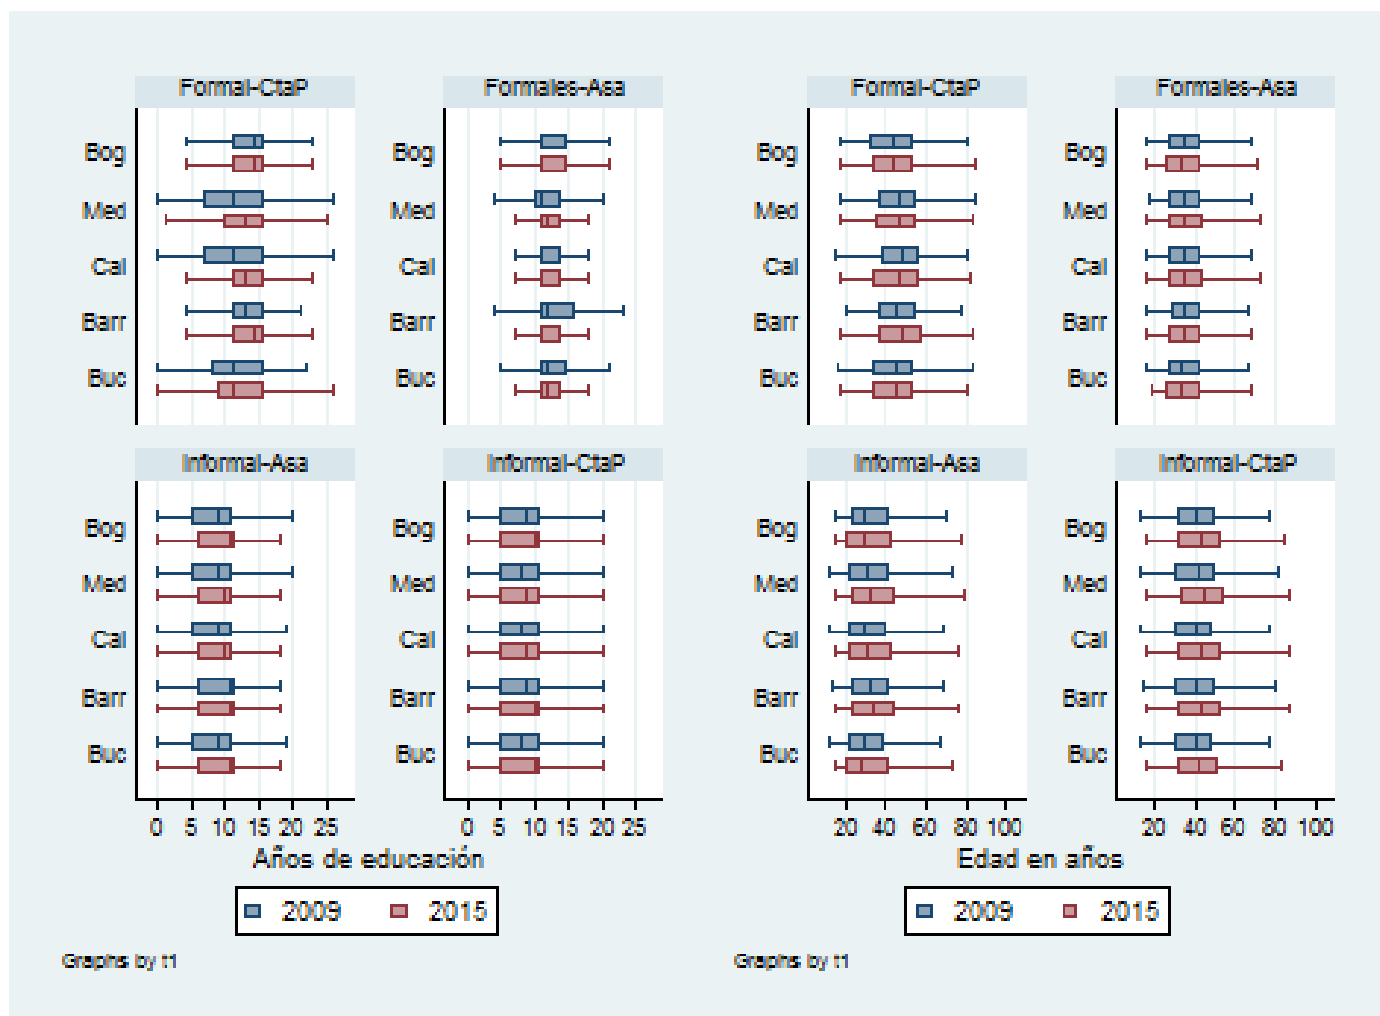 Formal-CtaP
Formales-Asa
Bog
Med
Cal
Barr
Buc
Bog
Med
Cal
Barr
Buc
Informal-Asa
Informal-CtaP
Bog
Med
Cal
Barr
Buc
Bog
Med
Cal
Barr
Buc
0 5 10 15 20 25
0 5 10 15 20 25
Años de educación
2009 2015
Graphs by t1
Formal-CtaP
Formales-Asa
Bog
Med
Cal
Barr
Buc
Bog
Med
Cal
Barr
Buc
Informal-Asa
Informal-CtaP
Bog
Med
Cal
Barr
Buc
Bog
Med
Cal
Barr
Buc
20 40 60 80 100
20 40 60 80 100
Edad en años
2009 2015
Graphs by t1